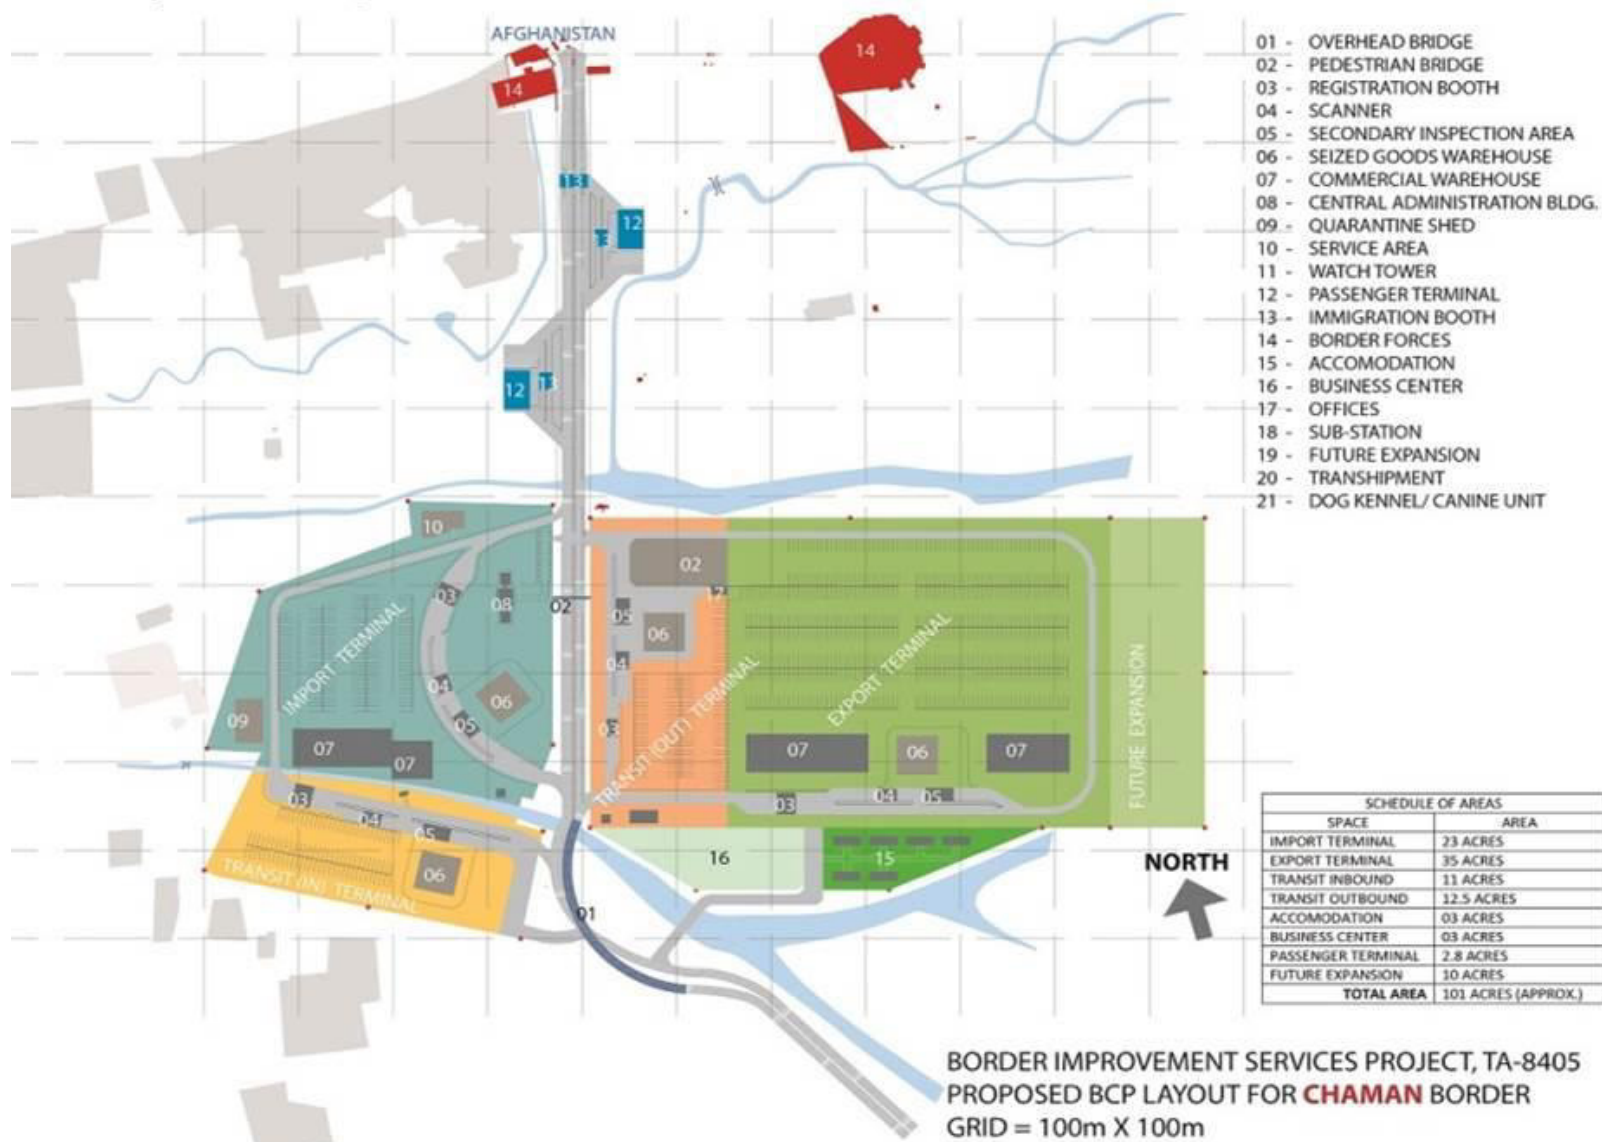 AFGHANISTAN
14
14
13
12
13
12
13
10
02
03
08
02
17
05
06
04
04
06
09
05
03
07
07
IMPORT TERMINAL
TRANSIT (OUT) TERMINAL
EXPORT TERMINAL
FUTURE EXPANSION
07
06
07
03
04
05
03
04
05
06
TRANSIT (IN) TERMINAL
16
15
01
NORTH
01 - OVERHEAD BRIDGE
02 - PEDESTRIAN BRIDGE
03 - REGISTRATION BOOTH
04 - SCANNER
05 - SECONDARY INSPECTION AREA
06 - SEIZED GOODS WAREHOUSE
07 - COMMERCIAL WAREHOUSE
08 - CENTRAL ADMINISTRATION BLDG.
09 - QUARANTINE SHED
10 - SERVICE AREA
11 - WATCH TOWER
12 - PASSENGER TERMINAL
13 - IMMIGRATION BOOTH
14 - BORDER FORCES
15 - ACCOMODATION
16 - BUSINESS CENTER
17 - OFFICES
18 - SUB-STATION
19 - FUTURE EXPANSION
20 - TRANSHIPMENT
21 - DOG KENNEL/ CANINE UNIT
SCHEDULE OF AREAS
SPACE AREA
IMPORT TERMINAL 23 ACRES
EXPORT TERMINAL 35 ACRES
TRANSIT INBOUND 11 ACRES
TRANSIT OUTBOUND 12.5 ACRES
ACCOMODATION 03 ACRES
BUSINESS CENTER 03 ACRES
PASSENGER TERMINAL 2.8 ACRES
FUTURE EXPANSION 10 ACRES
TOTAL AREA 101 ACRES (APPROX.)
BORDER IMPROVEMENT SERVICES PROJECT, TA-8405
PROPOSED BCP LAYOUT FOR CHAMAN BORDER
GRID = 100m X 100m